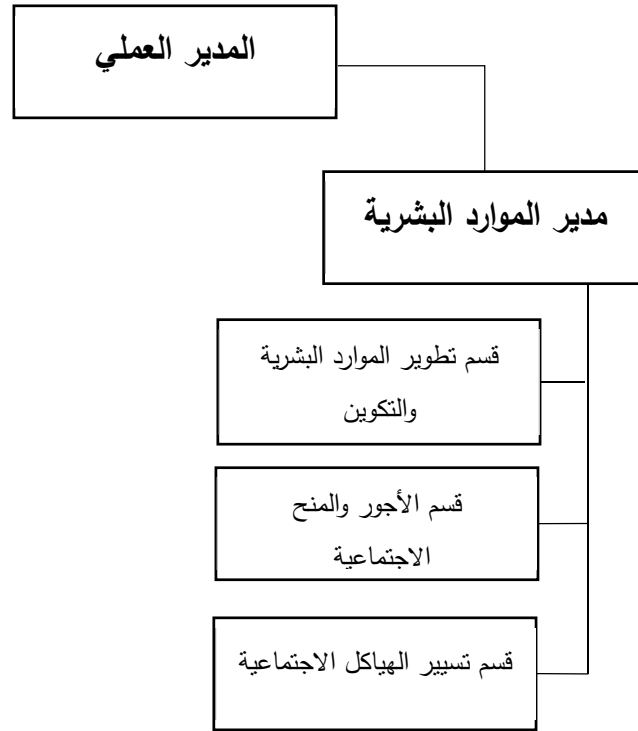 المدير العملي
مدير الموارد البشرية
قسم تطوير الموارد البشرية
والتكوين
قسم الأجور والمنح
الاجتماعية
قسم تسيير الهياكل الاجتماعية